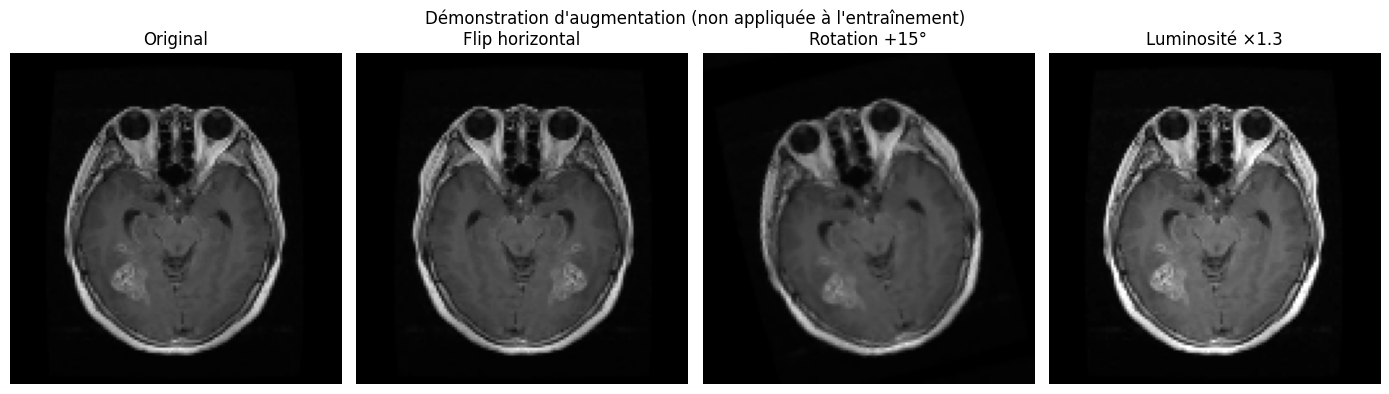 Démonstration d'augmentation (non appliquée à l'entraînement)
Original
Flip horizontal
Rotation +15°
Luminosité ×1.3